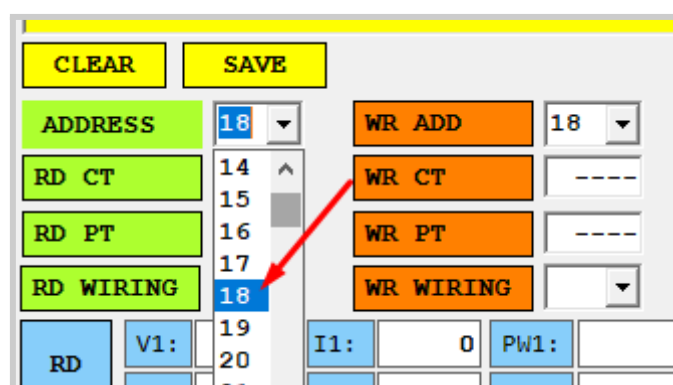 CLEAR SAVE
ADDRESS 18 WR ADD 18
RD CT 14 WR CT ----
15
RD PT 16 WR PT ----
17
RD WIRING 18 WR WIRING
19
RD V1: I1: 0 PW1:
20